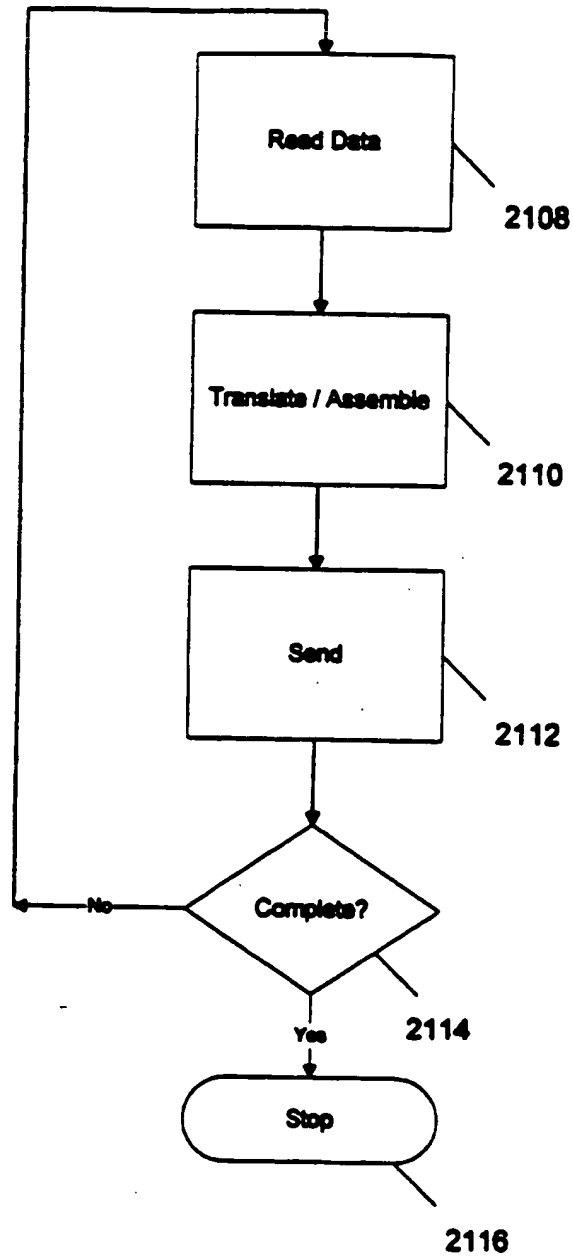 Read Data
2108
Translate / Assemble
2110
Send
2112
Complete?
No
2114
Yes
Stop
2116